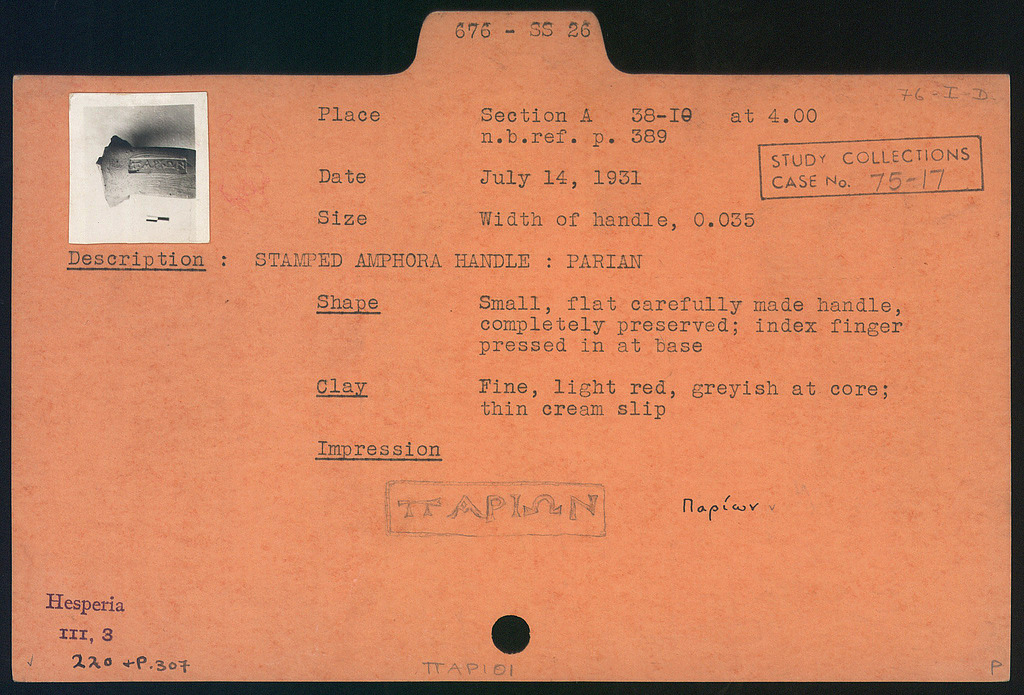 676 - SS 26
76-I-D
Place Section A 38-IΘ at 4.00
n.b.ref. p. 389
STUDY COLLECTIONS
CASE No. 75-17
Date July 14, 1931
Size Width of handle, 0.035
Description : STAMPED AMPHORA HANDLE : PARIAN
Shape Small, flat carefully made handle,
completely preserved; index finger
pressed in at base
Clay Fine, light red, greyish at core;
thin cream slip
Impression
ΠΑΡΙΩΝ
Παρίων
Hesperia
III, 3
220 + P. 307
ΠΑΡΙΟΙ
P